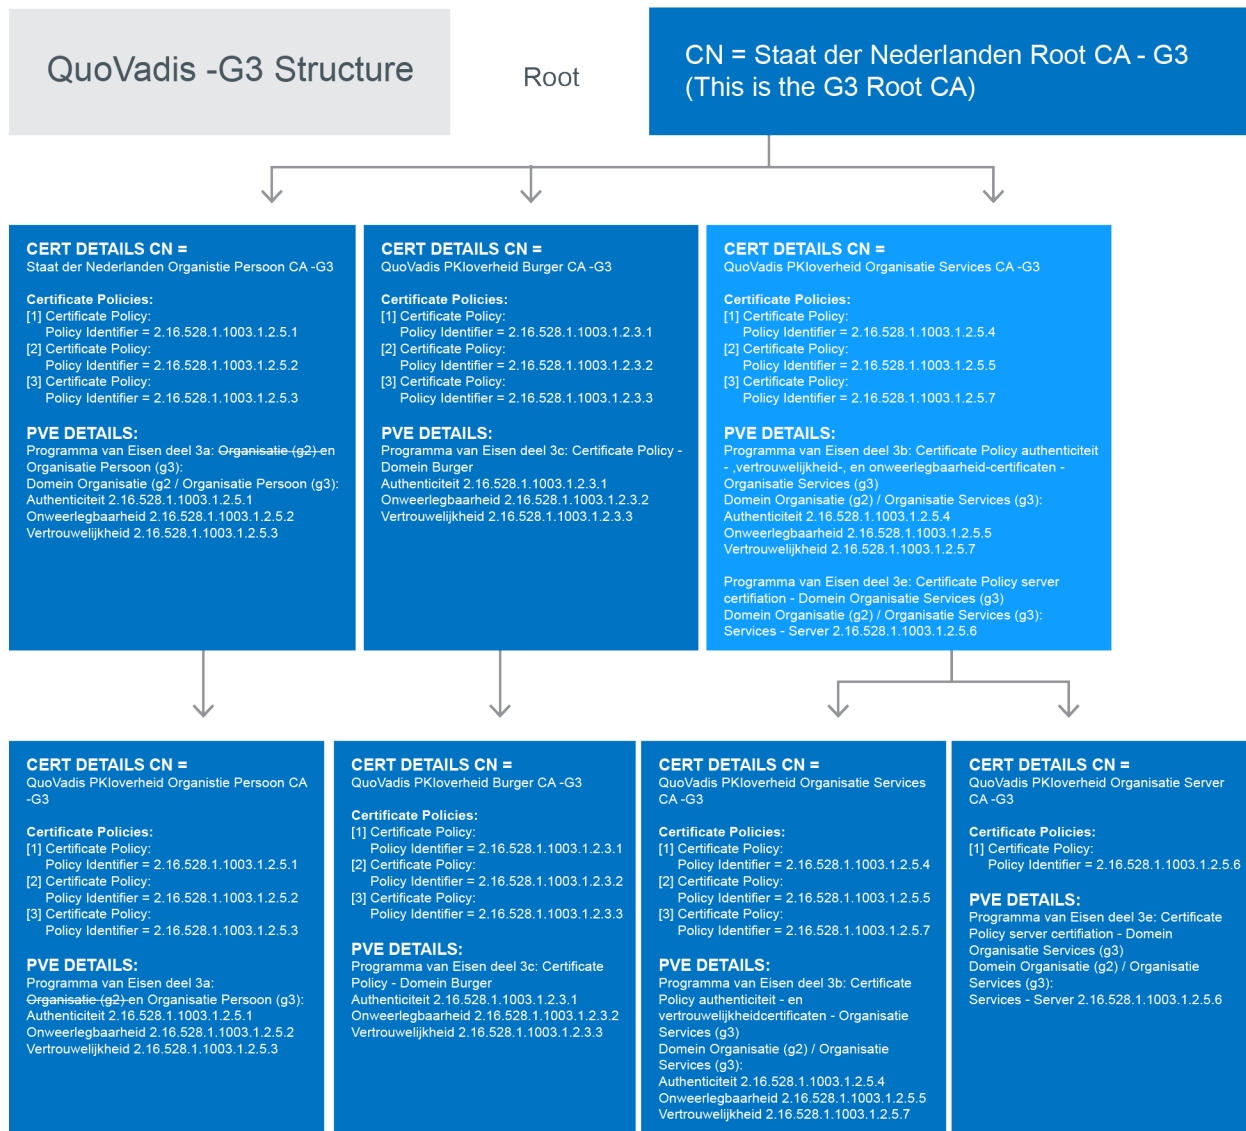 QuoVadis -G3 Structure
Root
CN = Staat der Nederlanden Root CA - G3
(This is the G3 Root CA)
CERT DETAILS CN =
Staat der Nederlanden Organistie Persoon CA -G3
Certificate Policies:
[1] Certificate Policy:
Policy Identifier = 2.16.528.1.1003.1.2.5.1
[2] Certificate Policy:
Policy Identifier = 2.16.528.1.1003.1.2.5.2
[3] Certificate Policy:
Policy Identifier = 2.16.528.1.1003.1.2.5.3
PVE DETAILS:
Programma van Eisen deel 3a: Organisatie (g2) en
Organisatie Persoon (g3):
Domein Organisatie (g2 / Organisatie Persoon (g3):
Authenticiteit 2.16.528.1.1003.1.2.5.1
Onweerlegbaarheid 2.16.528.1.1003.1.2.5.2
Vertrouwelijkheid 2.16.528.1.1003.1.2.5.3
CERT DETAILS CN =
QuoVadis PKIoverheid Burger CA -G3
Certificate Policies:
[1] Certificate Policy:
Policy Identifier = 2.16.528.1.1003.1.2.3.1
[2] Certificate Policy:
Policy Identifier = 2.16.528.1.1003.1.2.3.2
[3] Certificate Policy:
Policy Identifier = 2.16.528.1.1003.1.2.3.3
PVE DETAILS:
Programma van Eisen deel 3c: Certificate Policy -
Domein Burger
Authenticiteit 2.16.528.1.1003.1.2.3.1
Onweerlegbaarheid 2.16.528.1.1003.1.2.3.2
Vertrouwelijkheid 2.16.528.1.1003.1.2.3.3
CERT DETAILS CN =
QuoVadis PKIoverheid Organisatie Services CA -G3
Certificate Policies:
[1] Certificate Policy:
Policy Identifier = 2.16.528.1.1003.1.2.5.4
[2] Certificate Policy:
Policy Identifier = 2.16.528.1.1003.1.2.5.5
[3] Certificate Policy:
Policy Identifier = 2.16.528.1.1003.1.2.5.7
PVE DETAILS:
Programma van Eisen deel 3b: Certificate Policy authenticiteit
- ,vertrouwelijkheid-, en onweerlegbaarheid-certificaten -
Organisatie Services (g3)
Domein Organisatie (g2) / Organisatie Services (g3):
Authenticiteit 2.16.528.1.1003.1.2.5.4
Onweerlegbaarheid 2.16.528.1.1003.1.2.5.5
Vertrouwelijkheid 2.16.528.1.1003.1.2.5.7
Programma van Eisen deel 3e: Certificate Policy server
certifiation - Domein Organisatie Services (g3)
Domein Organisatie (g2) / Organisatie Services (g3):
Services - Server 2.16.528.1.1003.1.2.5.6
CERT DETAILS CN =
QuoVadis PKIoverheid Organistie Persoon CA
-G3
Certificate Policies:
[1] Certificate Policy:
Policy Identifier = 2.16.528.1.1003.1.2.5.1
[2] Certificate Policy:
Policy Identifier = 2.16.528.1.1003.1.2.5.2
[3] Certificate Policy:
Policy Identifier = 2.16.528.1.1003.1.2.5.3
PVE DETAILS:
Programma van Eisen deel 3a:
Organisatie (g2) en Organisatie Persoon (g3):
Authenticiteit 2.16.528.1.1003.1.2.5.1
Onweerlegbaarheid 2.16.528.1.1003.1.2.5.2
Vertrouwelijkheid 2.16.528.1.1003.1.2.5.3
CERT DETAILS CN =
QuoVadis PKIoverheid Burger CA -G3
Certificate Policies:
[1] Certificate Policy:
Policy Identifier = 2.16.528.1.1003.1.2.3.1
[2] Certificate Policy:
Policy Identifier = 2.16.528.1.1003.1.2.3.2
[3] Certificate Policy:
Policy Identifier = 2.16.528.1.1003.1.2.3.3
PVE DETAILS:
Programma van Eisen deel 3c: Certificate
Policy - Domein Burger
Authenticiteit 2.16.528.1.1003.1.2.3.1
Onweerlegbaarheid 2.16.528.1.1003.1.2.3.2
Vertrouwelijkheid 2.16.528.1.1003.1.2.3.3
CERT DETAILS CN =
QuoVadis PKIoverheid Organisatie Services
CA -G3
Certificate Policies:
[1] Certificate Policy:
Policy Identifier = 2.16.528.1.1003.1.2.5.4
[2] Certificate Policy:
Policy Identifier = 2.16.528.1.1003.1.2.5.5
[3] Certificate Policy:
Policy Identifier = 2.16.528.1.1003.1.2.5.7
PVE DETAILS:
Programma van Eisen deel 3b: Certificate
Policy authenticiteit - en
vertrouwelijkheidcertificaten - Organisatie
Services (g3)
Domein Organisatie (g2) / Organisatie
Services (g3):
Authenticiteit 2.16.528.1.1003.1.2.5.4
Onweerlegbaarheid 2.16.528.1.1003.1.2.5.5
Vertrouwelijkheid 2.16.528.1.1003.1.2.5.7
CERT DETAILS CN =
QuoVadis PKIoverheid Organisatie Server
CA -G3
Certificate Policies:
[1] Certificate Policy:
Policy Identifier = 2.16.528.1.1003.1.2.5.6
PVE DETAILS:
Programma van Eisen deel 3e: Certificate
Policy server certifiation - Domein
Organisatie Services (g3)
Domein Organisatie (g2) / Organisatie
Services (g3):
Services - Server 2.16.528.1.1003.1.2.5.6